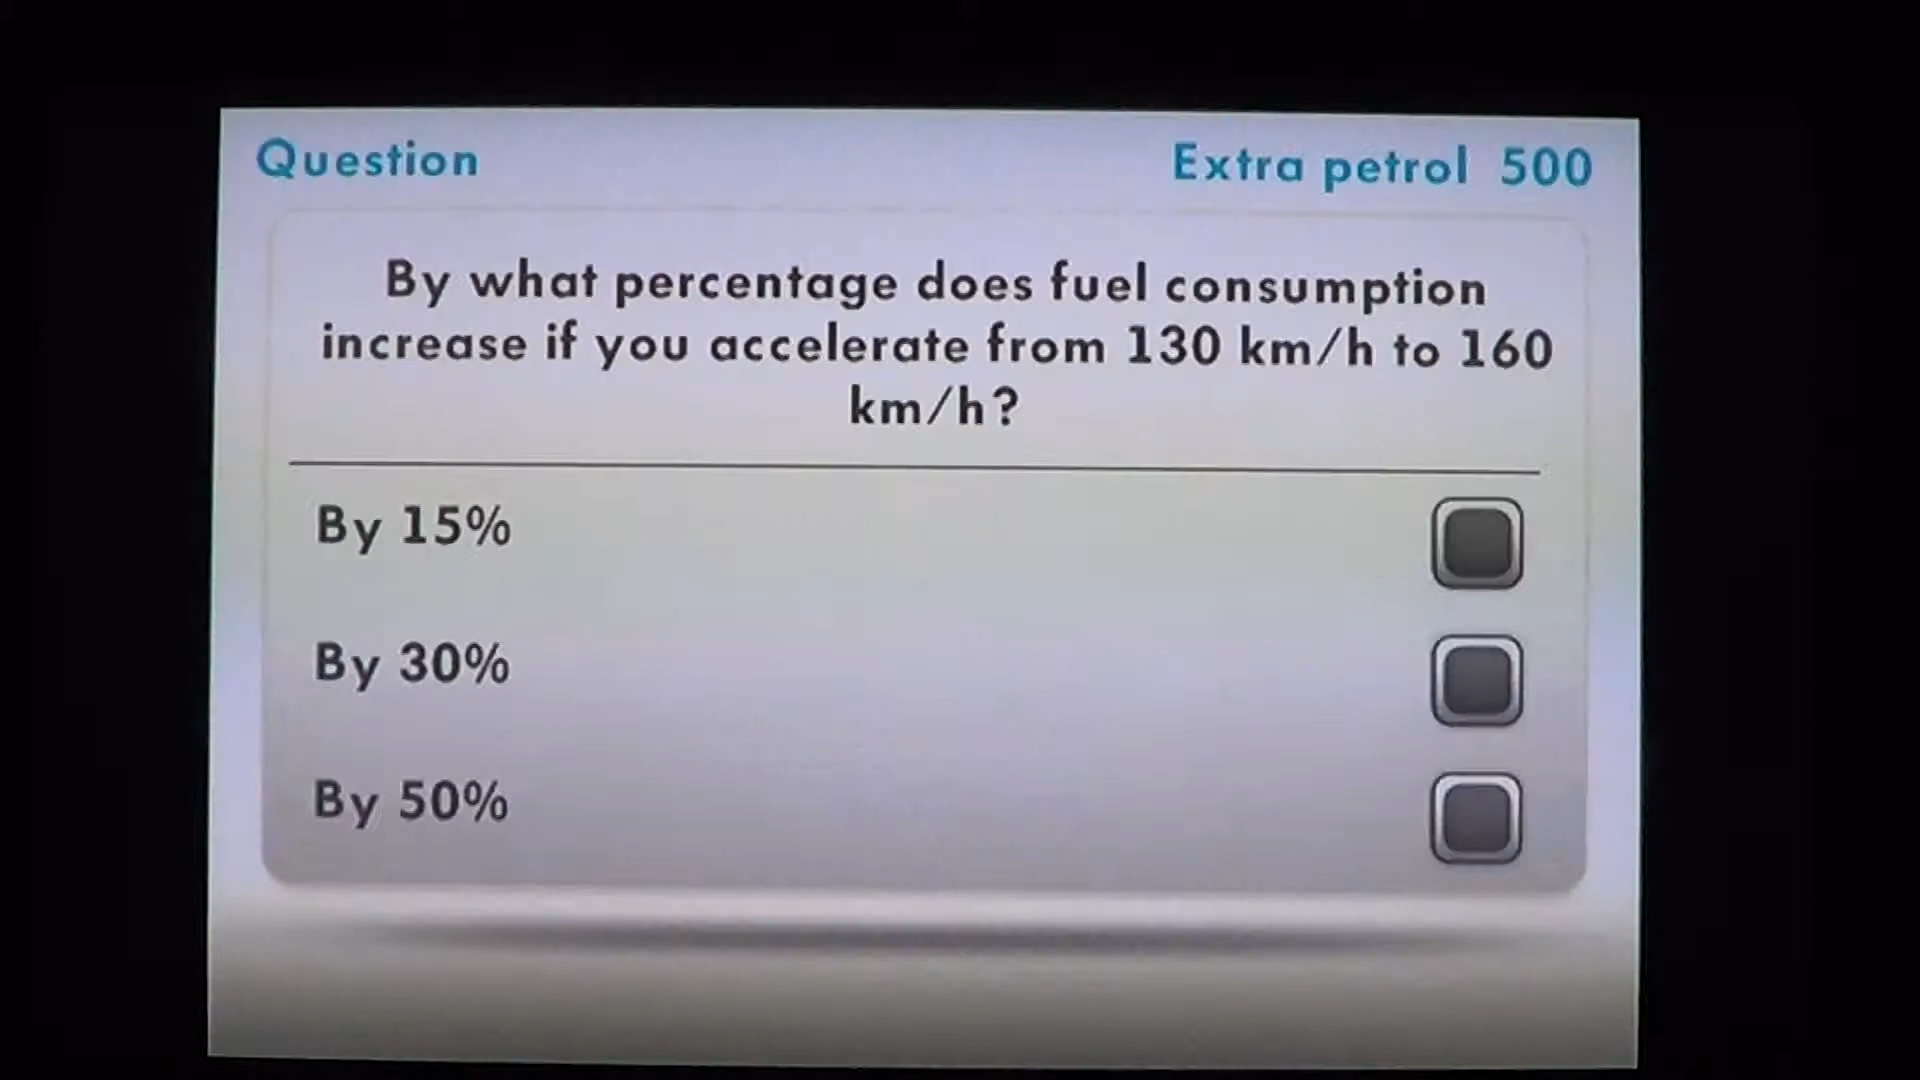 Question
Extra petrol 500
By what percentage does fuel consumption
increase if you accelerate from 130 km/h to 160
km/h?
By 15%
By 30%
By 50%